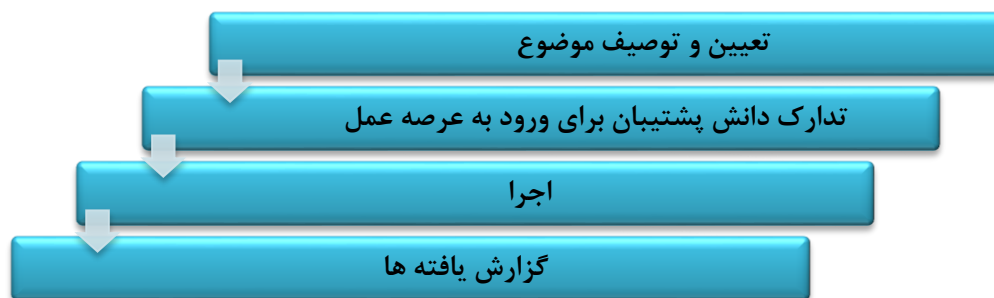 تعیین و توصیف موضوع
تدارک دانش پشتیبان برای ورود به عرصه عمل
اجرا
گزارش یافته ها